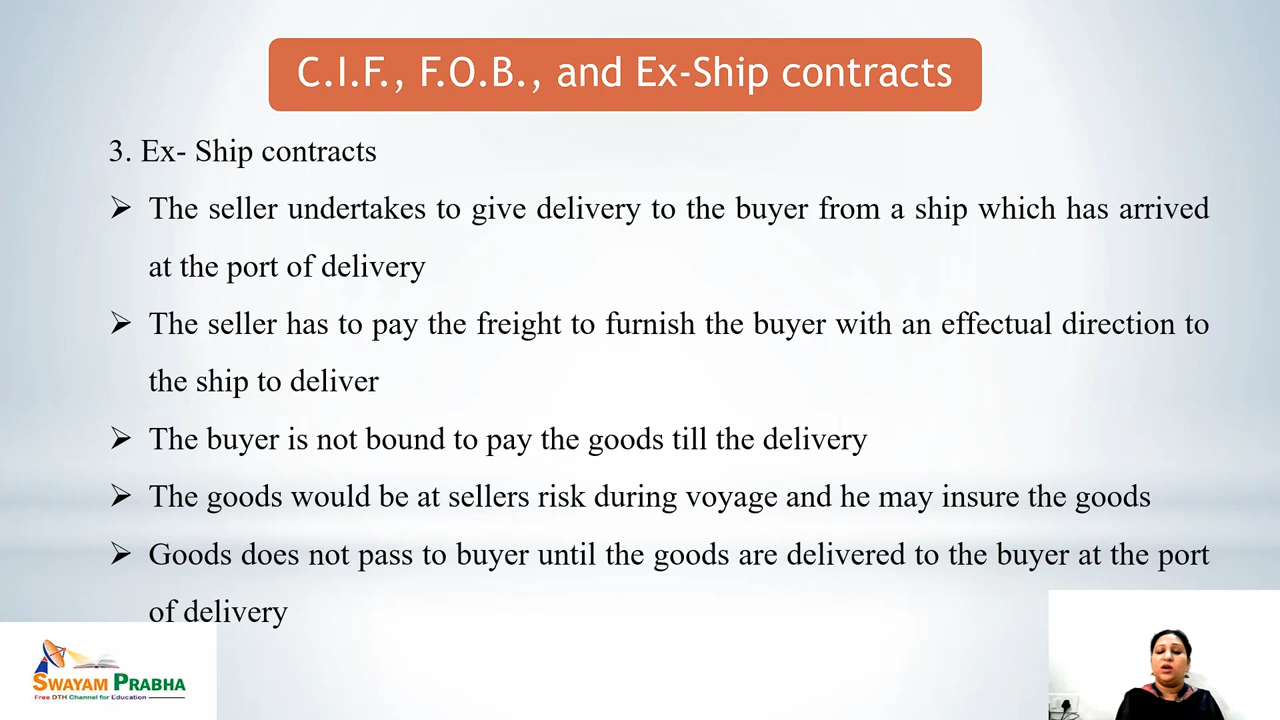 C.I.F., F.O.B., and Ex-Ship contracts
3. Ex- Ship contracts
➢ The seller undertakes to give delivery to the buyer from a ship which has arrived
at the port of delivery
➢ The seller has to pay the freight to furnish the buyer with an effectual direction to
the ship to deliver
➢ The buyer is not bound to pay the goods till the delivery
➢ The goods would be at sellers risk during voyage and he may insure the goods
➢ Goods does not pass to buyer until the goods are delivered to the buyer at the port
of delivery
SWAYAM PRABHA
Free DTH Channel for Education